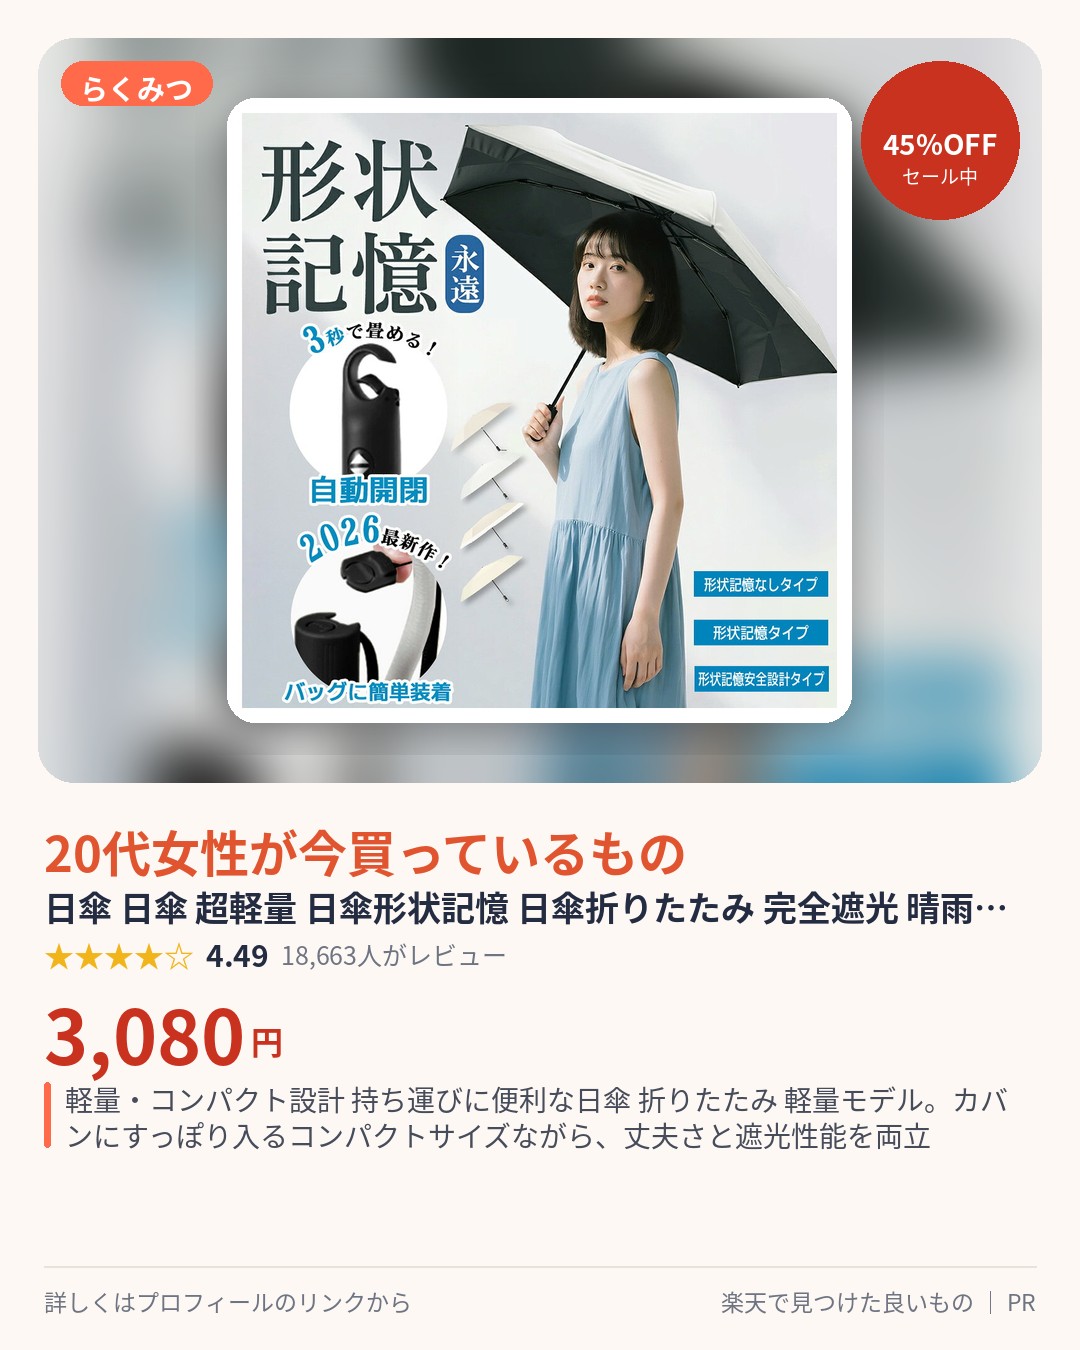 らくみつ
45%OFF
セール中
形状
記憶
永遠
3秒で畳める！
自動開閉
2026最新作！
バッグに簡単装着
形状記憶なしタイプ
形状記憶タイプ
形状記憶安全設計タイプ
20代女性が今買っているもの
日傘 日傘 超軽量 日傘形状記憶 日傘折りたたみ 完全遮光 晴雨…
★★★★☆ 4.49 18,663人がレビュー
3,080円
軽量・コンパクト設計 持ち運びに便利な日傘 折りたたみ 軽量モデル。カバ
ンにすっぽり入るコンパクトサイズながら、丈夫さと遮光性能を両立
詳しくはプロフィールのリンクから
楽天で見つけた良いもの｜PR